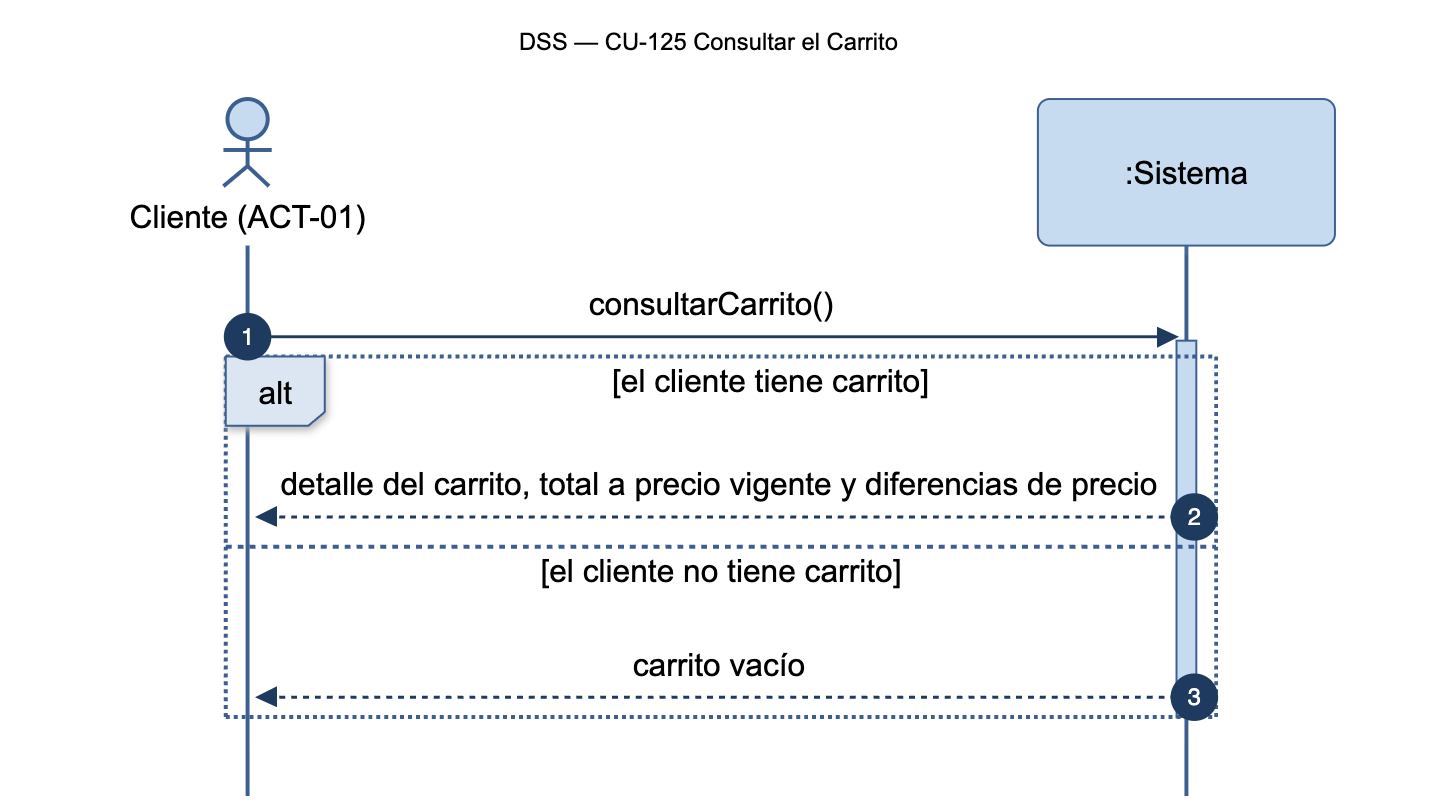 DSS — CU-125 Consultar el Carrito
:Sistema
Cliente (ACT-01)
consultarCarrito()
1
alt
[el cliente tiene carrito]
detalle del carrito, total a precio vigente y diferencias de precio
2
[el cliente no tiene carrito]
carrito vacío
3